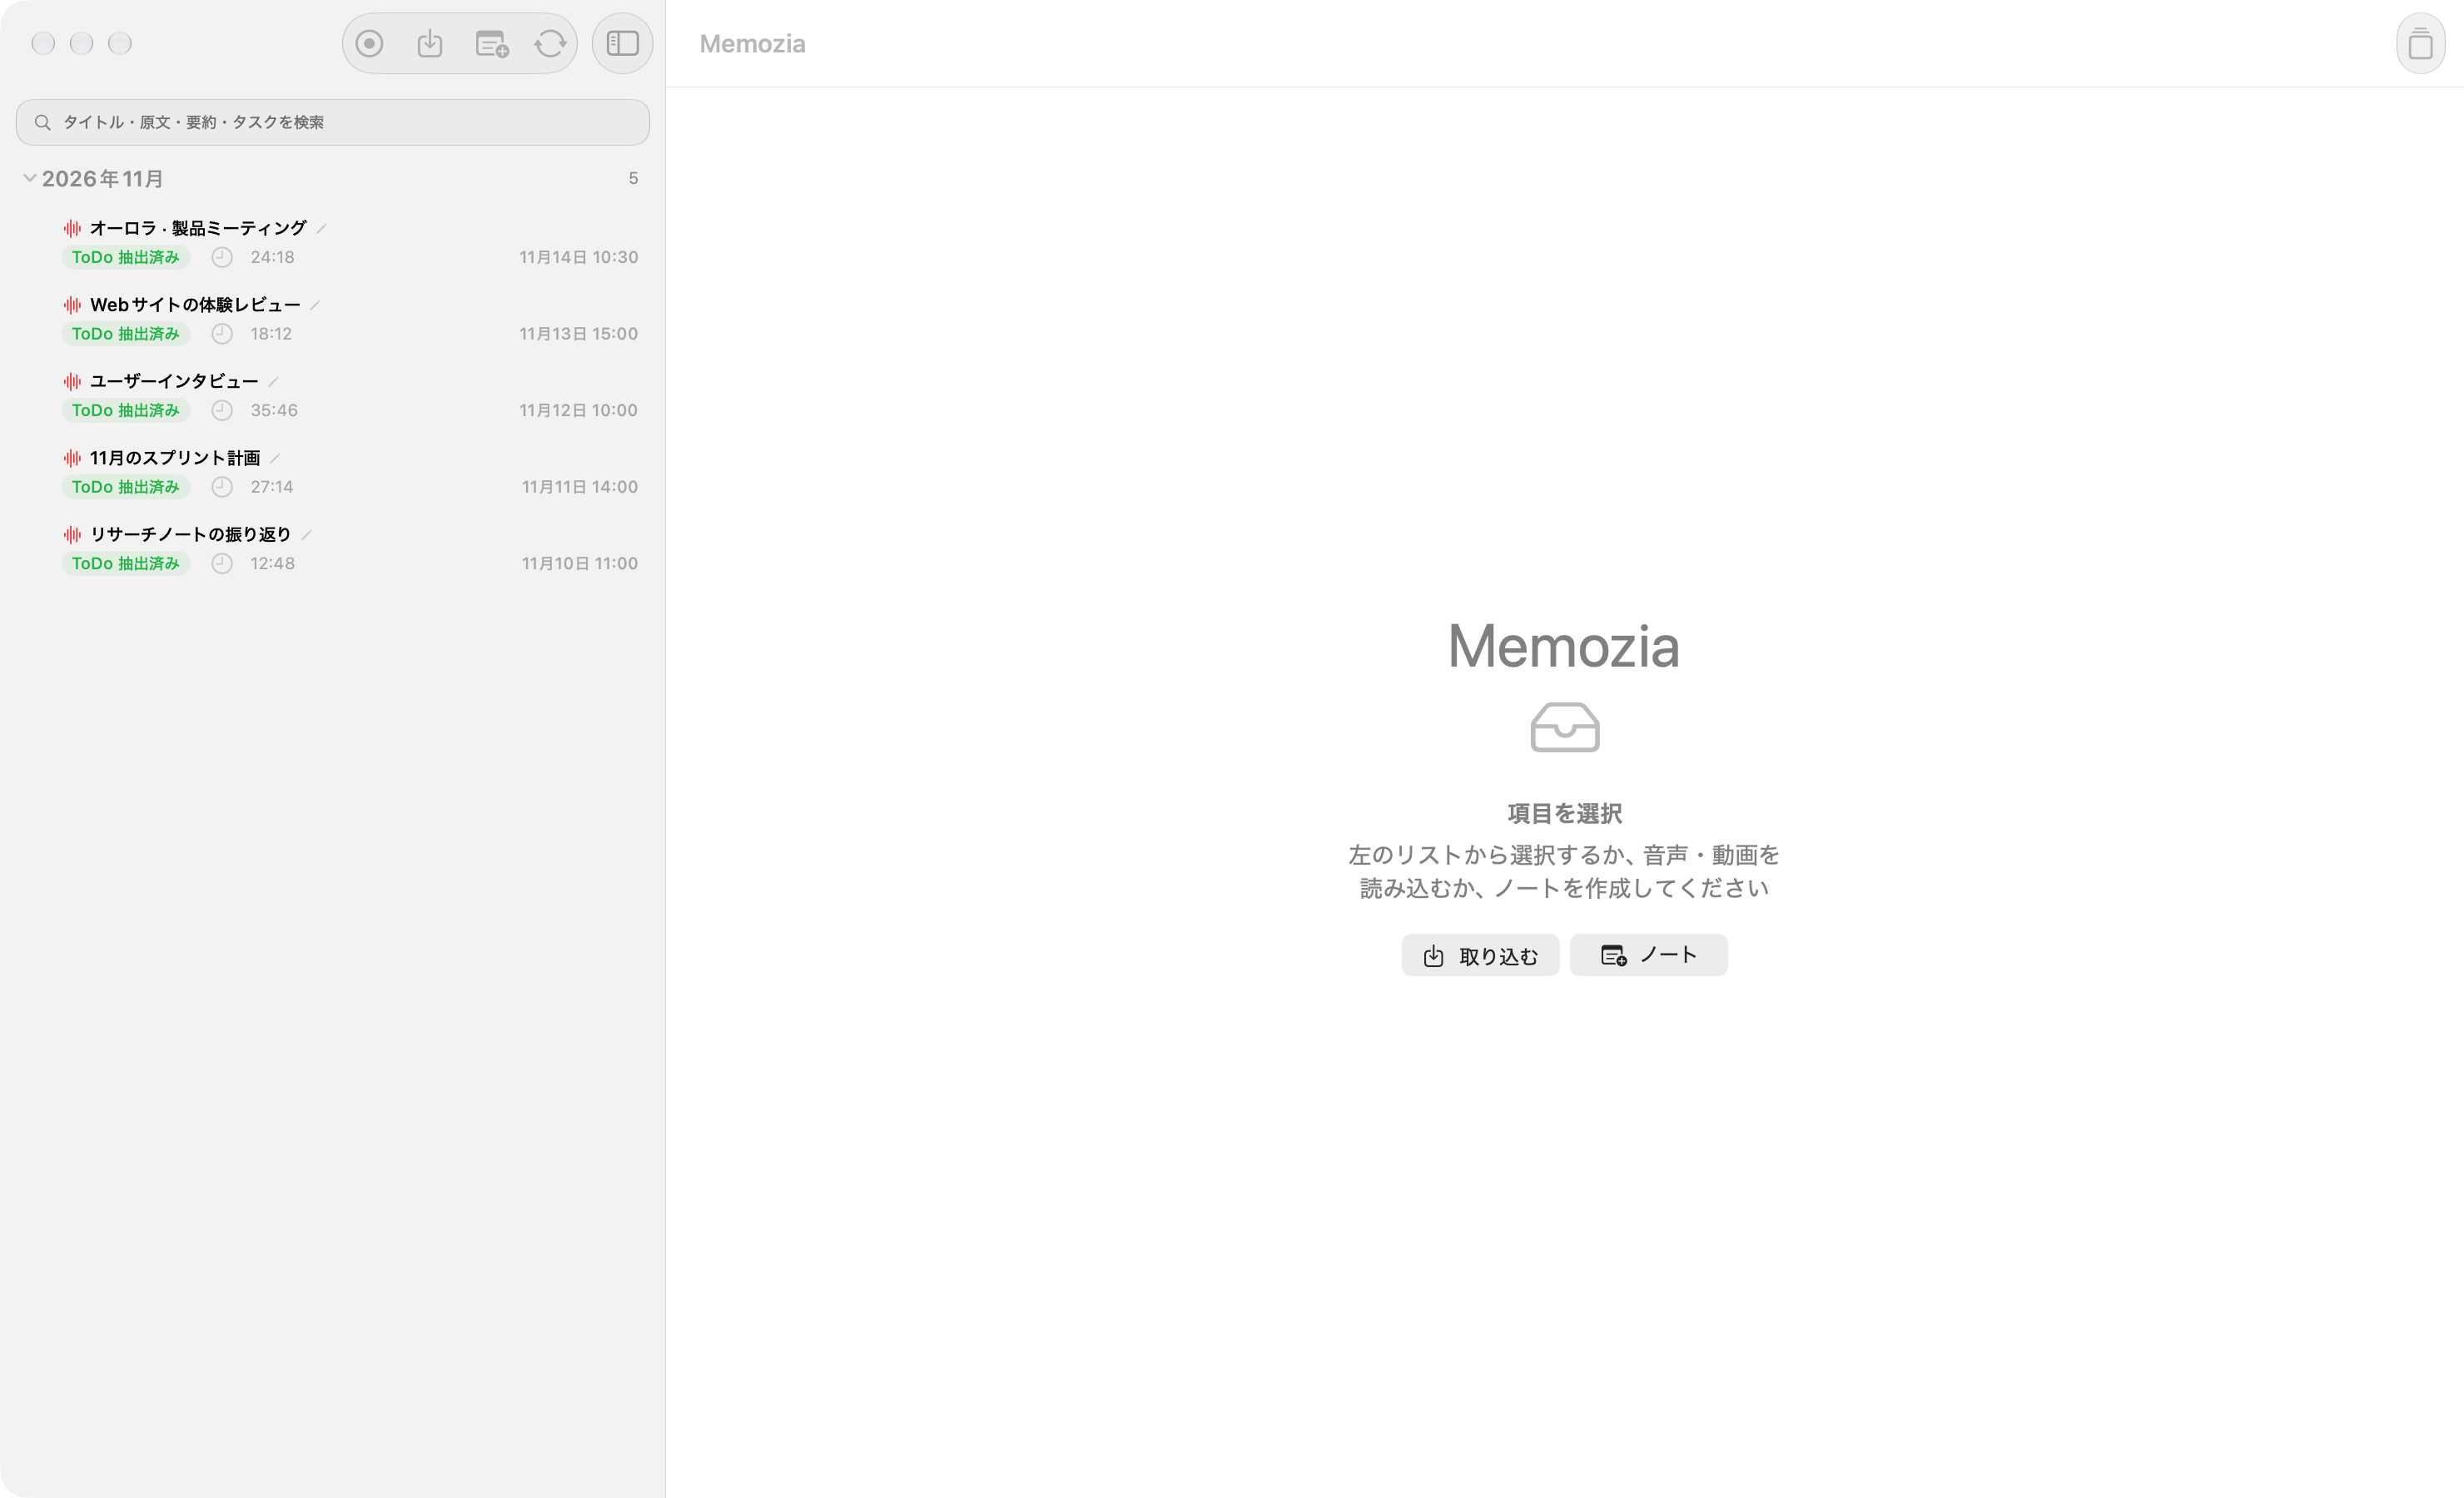 Memozia
タイトル・原文・要約・タスクを検索
2026年11月 5
オーロラ · 製品ミーティング
ToDo 抽出済み 24:18 11月14日 10:30
Webサイトの体験レビュー
ToDo 抽出済み 18:12 11月13日 15:00
ユーザーインタビュー
ToDo 抽出済み 35:46 11月12日 10:00
11月のスプリント計画
ToDo 抽出済み 27:14 11月11日 14:00
リサーチノートの振り返り
ToDo 抽出済み 12:48 11月10日 11:00
Memozia
項目を選択
左のリストから選択するか、音声・動画を
読み込むか、ノートを作成してください
取り込む ノート